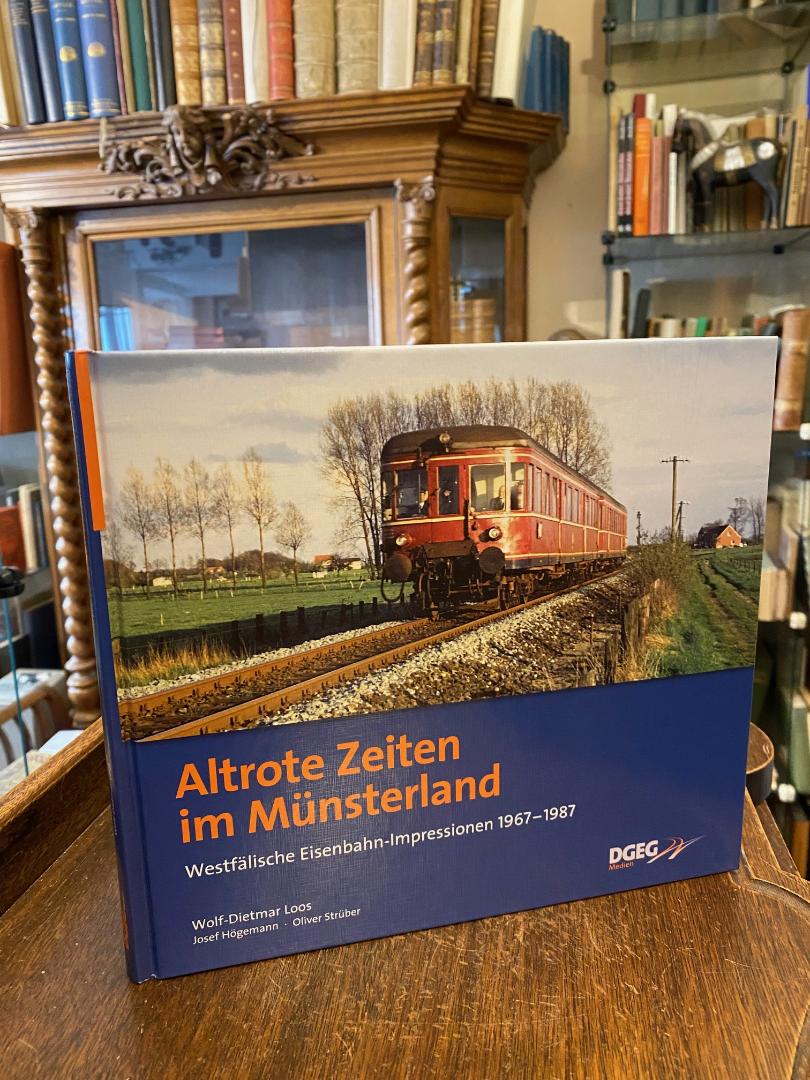 Altrote Zeiten
im Münsterland
Westfälische Eisenbahn-Impressionen 1967–1987
DGEG
Medien
Wolf-Dietmar Loos
Josef Högemann · Oliver Strüber